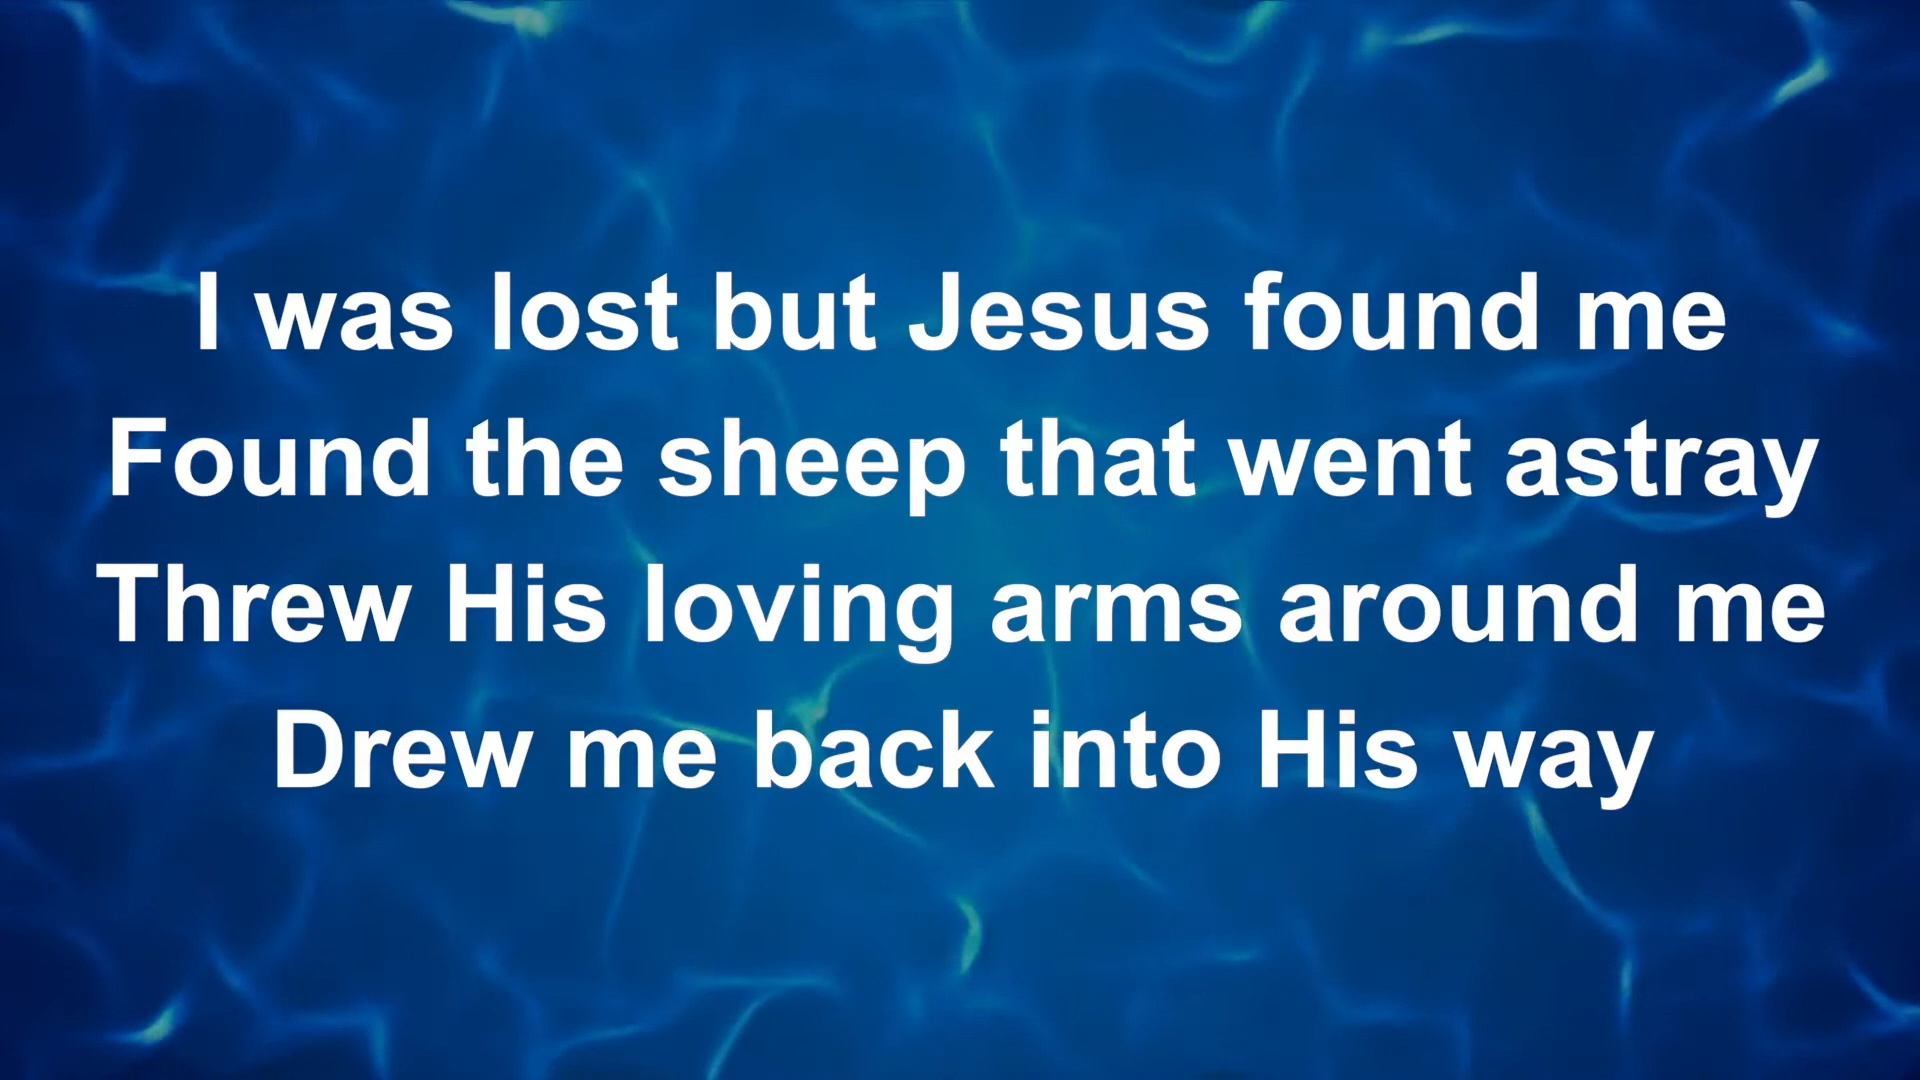 I was lost but Jesus found me
Found the sheep that went astray
Threw His loving arms around me
Drew me back into His way